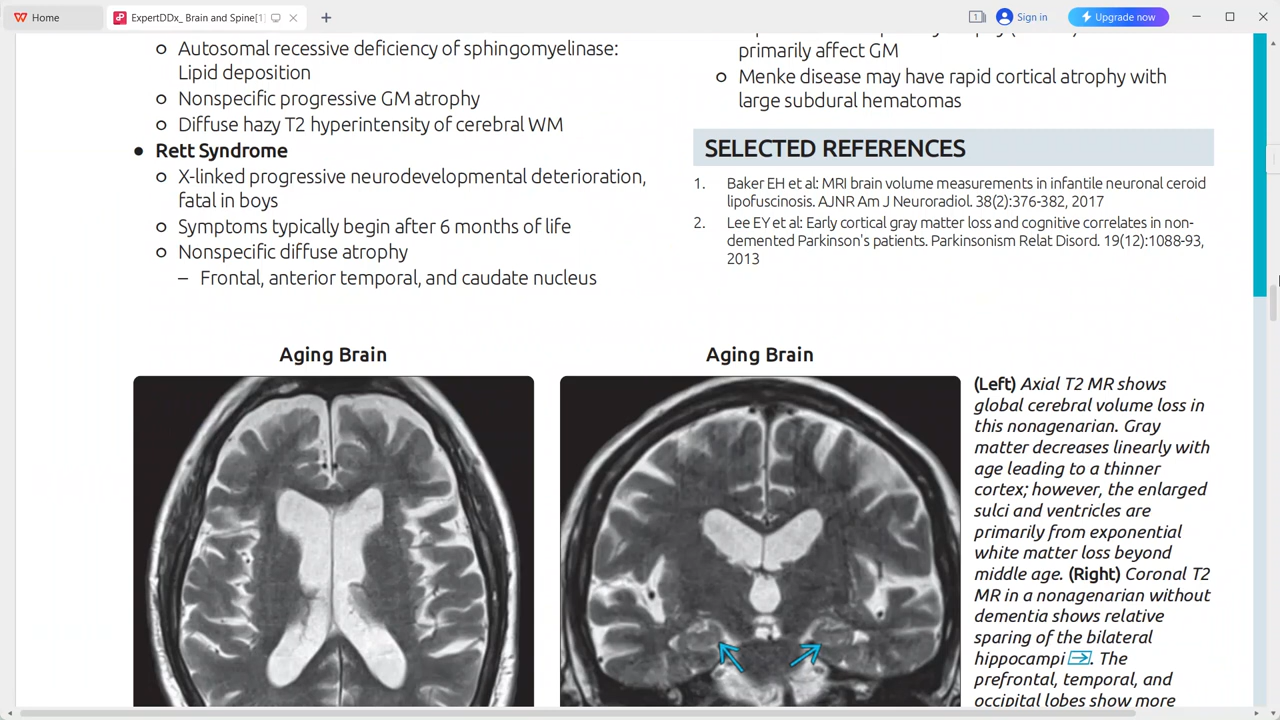 Home
ExpertDDx_ Brain and Spine[1]
1
Sign in
Upgrade now
Autosomal recessive deficiency of sphingomyelinase:
Lipid deposition
Nonspecific progressive GM atrophy
Diffuse hazy T2 hyperintensity of cerebral WM
Rett Syndrome
X-linked progressive neurodevelopmental deterioration,
fatal in boys
Symptoms typically begin after 6 months of life
Nonspecific diffuse atrophy
– Frontal, anterior temporal, and caudate nucleus
primarily affect GM
Menke disease may have rapid cortical atrophy with
large subdural hematomas
SELECTED REFERENCES
1. Baker EH et al: MRI brain volume measurements in infantile neuronal ceroid
lipofuscinosis. AJNR Am J Neuroradiol. 38(2):376-382, 2017
2. Lee EY et al: Early cortical gray matter loss and cognitive correlates in non-
demented Parkinson's patients. Parkinsonism Relat Disord. 19(12):1088-93,
2013
Aging Brain
Aging Brain
(Left) Axial T2 MR shows
global cerebral volume loss in
this nonagenarian. Gray
matter decreases linearly with
age leading to a thinner
cortex; however, the enlarged
sulci and ventricles are
primarily from exponential
white matter loss beyond
middle age. (Right) Coronal T2
MR in a nonagenarian without
dementia shows relative
sparing of the bilateral
hippocampi. The
prefrontal, temporal, and
occipital lobes show more